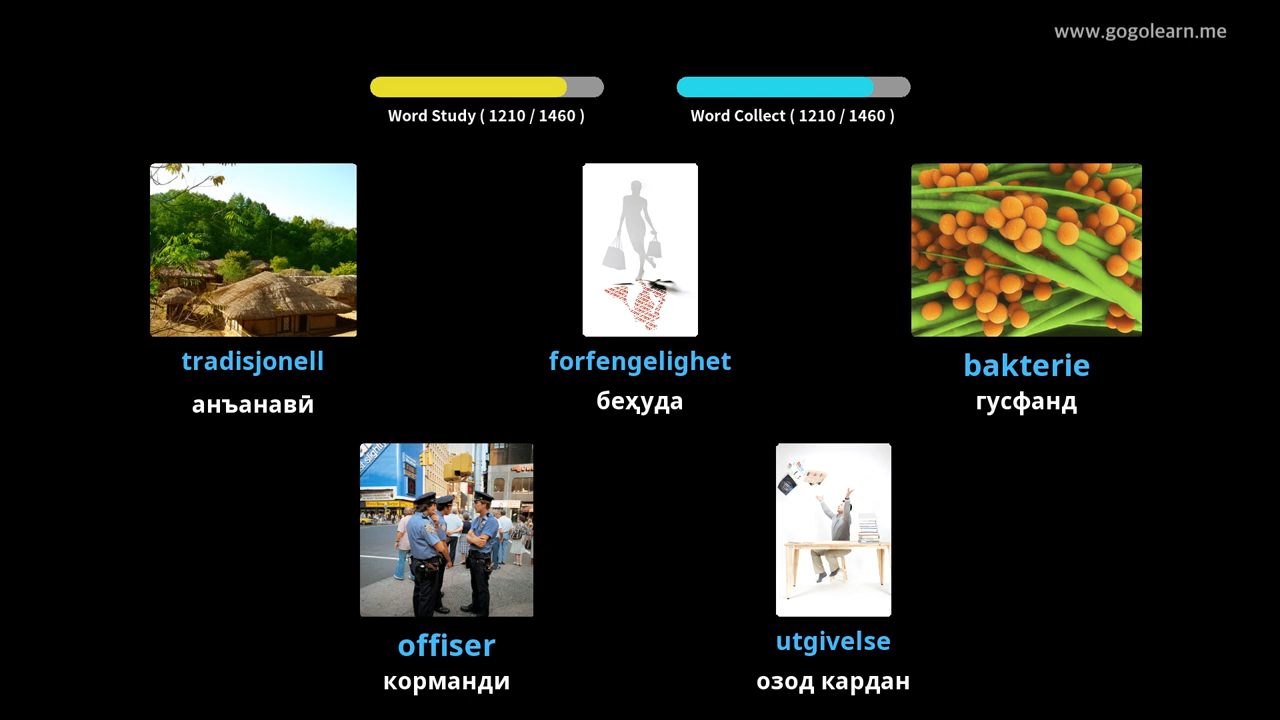 www.gogolearn.me
Word Study ( 1210 / 1460 )
Word Collect ( 1210 / 1460 )
tradisjonell
forfengelighet
bakterie
анъанавӣ
беҳуда
гусфанд
offiser
utgivelse
корманди
озод кардан